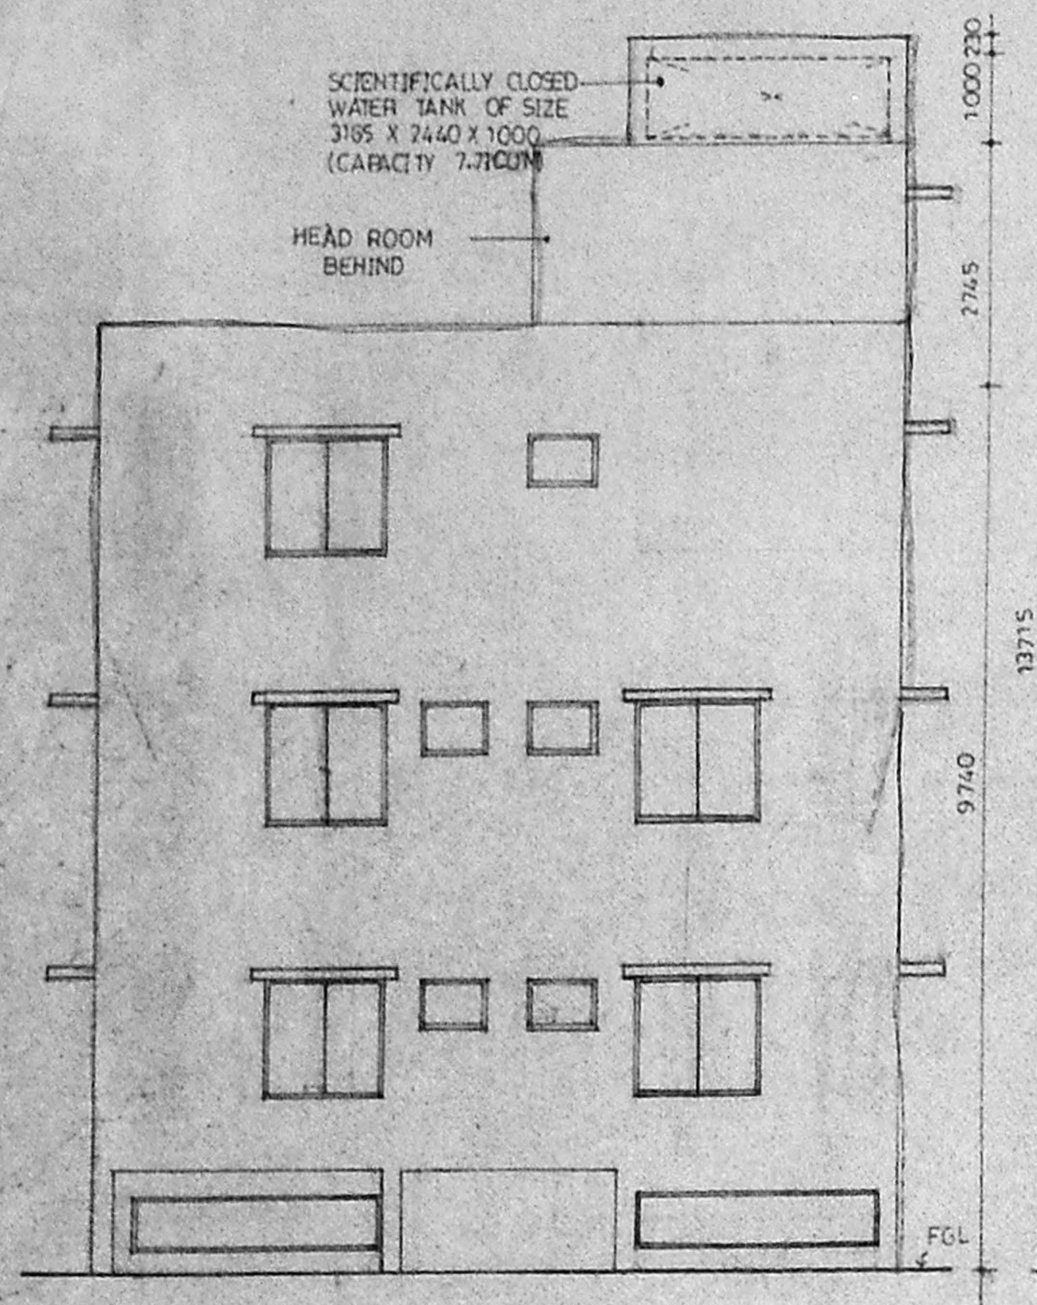 SCIENTIFICALLY CLOSED
WATER TANK OF SIZE
3185 X 2440 X 1000
(CAPACITY 7.77CUM)
HEAD ROOM
BEHIND
230
1000
2745
13715
9740
FGL